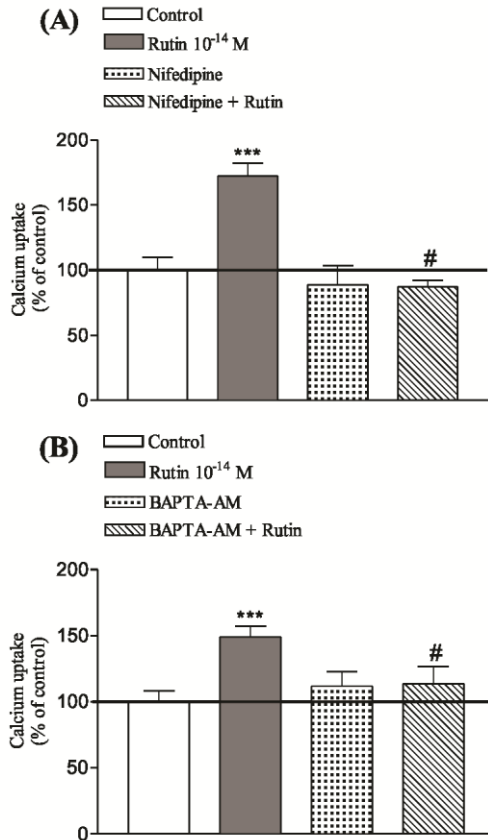 (A)
Control
Rutin 10⁻¹⁴ M
Nifedipine
Nifedipine + Rutin
Calcium uptake
(% of control)
200
150
100
50
0
***
#
(B)
Control
Rutin 10⁻¹⁴ M
BAPTA-AM
BAPTA-AM + Rutin
Calcium uptake
(% of control)
200
150
100
50
0
***
#